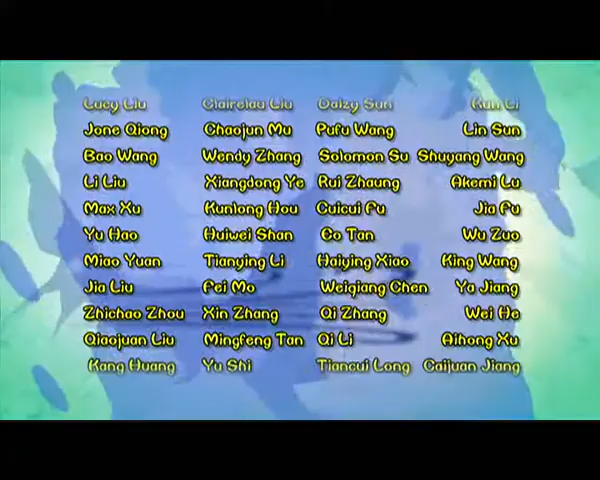 Lucy Liu Clairelau Liu Daizy Sun Kun Li
Jone Qiong Chaojun Mu Pufu Wang Lin Sun
Bao Wang Wendy Zhang Solomon Su Shuyang Wang
Li Liu Xiangdong Ye Rui Zhaung Akemi Lu
Max Xu Kunlong Hou Cuicui Fu Jia Fu
Yu Hao Huiwei Shan Bo Tan Wu Zuo
Miao Yuan Tianying Li Haiying Xiao King Wang
Jia Liu Fei Mo Weiqiang Chen Ya Jiang
Zhichao Zhou Xin Zhang Qi Zhang Wei He
Qiaojuan Liu Mingfeng Tan Qi Li Aihong Xu
Kang Huang Yu Shi Tiancui Long Caijuan Jiang